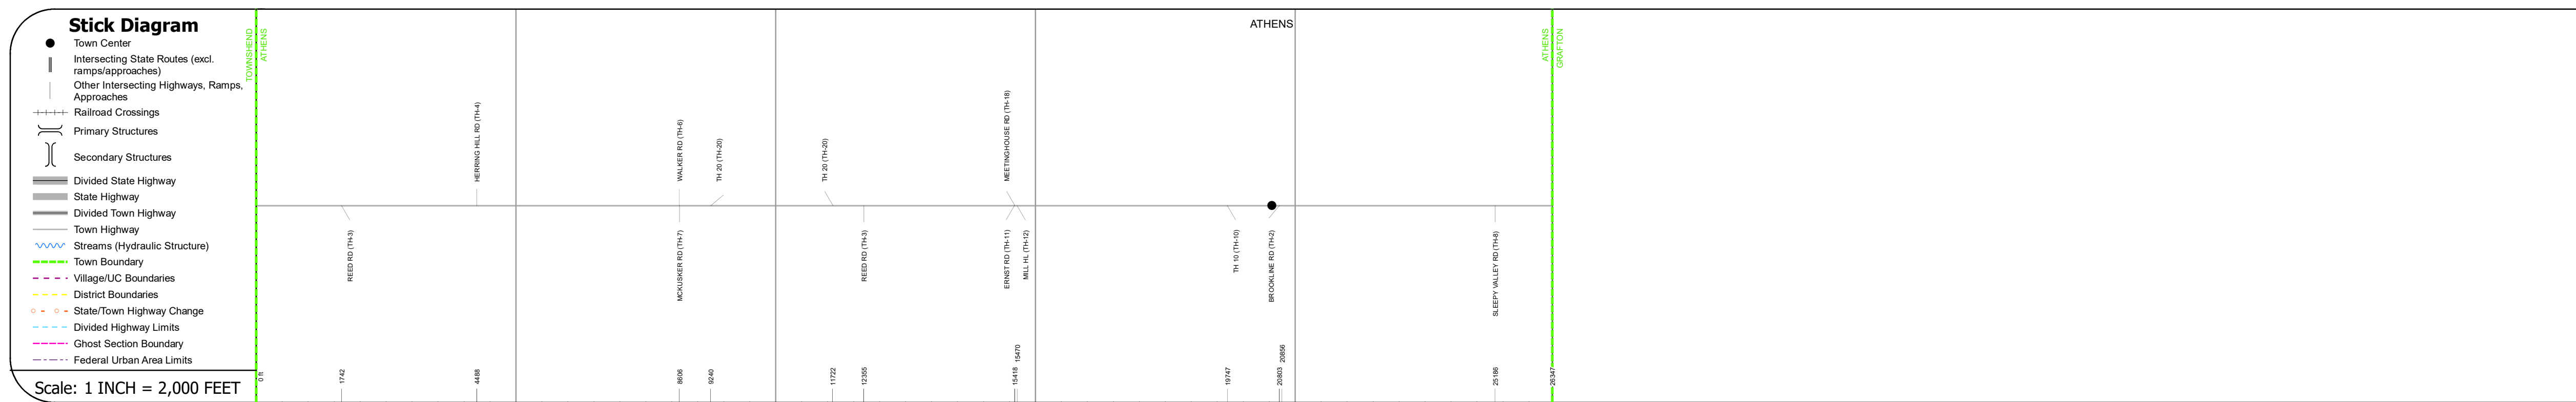 Stick Diagram
Town Center
Intersecting State Routes (excl.
ramps/approaches)
Other Intersecting Highways, Ramps,
Approaches
Railroad Crossings
Primary Structures
Secondary Structures
Divided State Highway
State Highway
Divided Town Highway
Town Highway
Streams (Hydraulic Structure)
Town Boundary
Village/UC Boundaries
District Boundaries
State/Town Highway Change
Divided Highway Limits
Ghost Section Boundary
Federal Urban Area Limits
Scale: 1 INCH = 2,000 FEET
TOWNSHEND
ATHENS
ATHENS
ATHENS
GRAFTON
HERRING HILL RD (TH-4)
WALKER RD (TH-6)
TH 20 (TH-20)
TH 20 (TH-20)
MEETINGHOUSE RD (TH-18)
REED RD (TH-3)
MCKUSKER RD (TH-7)
REED RD (TH-3)
ERNST RD (TH-11)
MILL HL (TH-12)
TH 10 (TH-10)
BROOKLINE RD (TH-2)
SLEEPY VALLEY RD (TH-8)
0 ft
1742
4488
8606
9240
11722
12355
15418
15470
19747
20803
20856
25186
26347